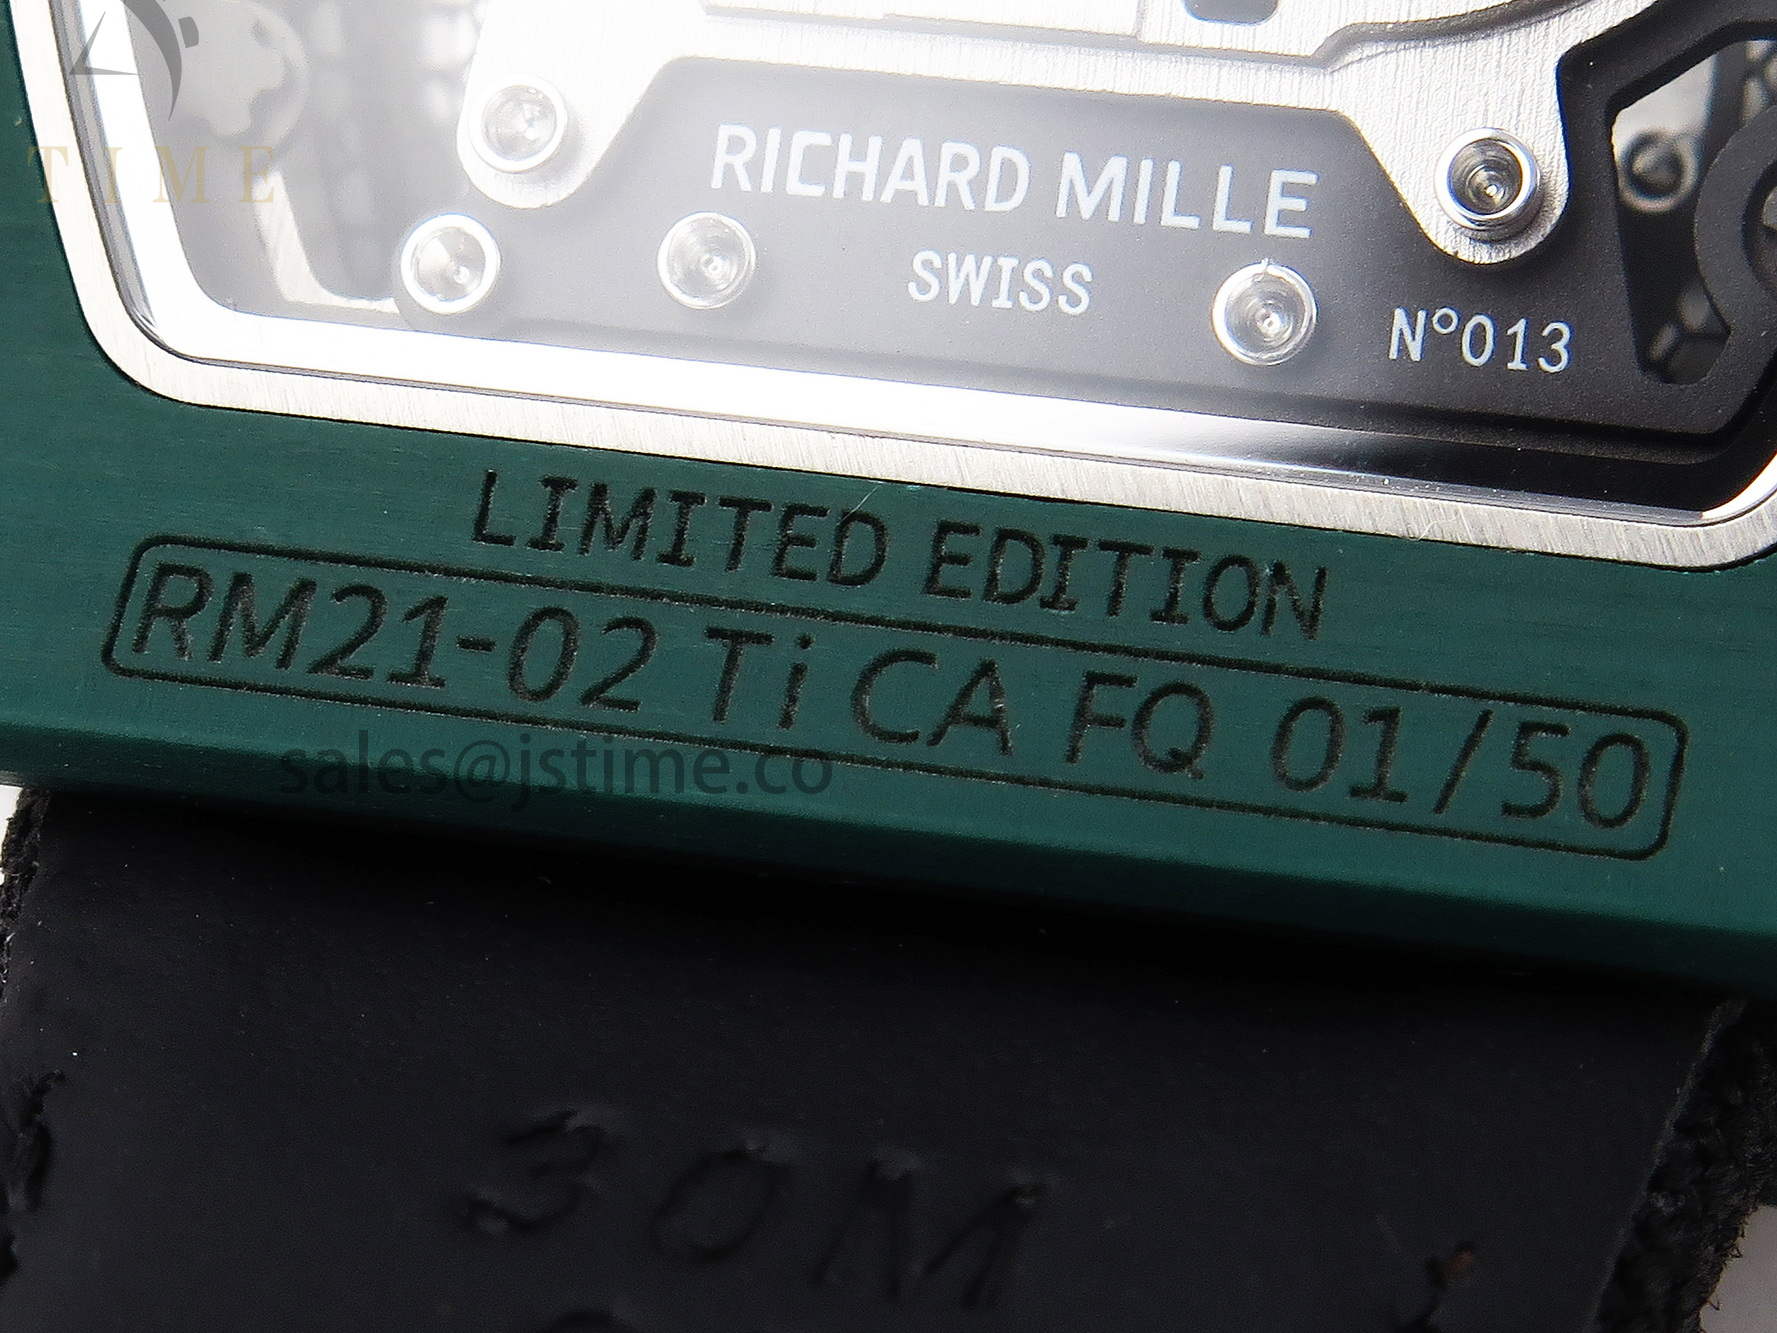 TIME
RICHARD MILLE
SWISS
N°013
LIMITED EDITION
RM21-02 Ti CA FQ 01/50
sales@jstime.co
30M